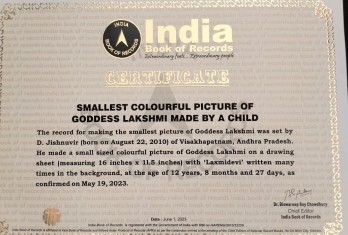 INDIA
BOOK OF RECORDS
India
Book of Records
Extraordinary feats... Extraordinary people
CERTIFICATE
SMALLEST COLOURFUL PICTURE OF
GODDESS LAKSHMI MADE BY A CHILD
The record for making the smallest picture of Goddess Lakshmi was set by
D. Jishnuvir (born on August 22, 2010) of Visakhapatnam, Andhra Pradesh.
He made a small sized colourful picture of Goddess Lakshmi on a drawing
sheet (measuring 16 inches x 11.5 inches) with 'Laxmidevi' written many
times in the background, at the age of 12 years, 8 months and 27 days, as
confirmed on May 19, 2023.
Dr. Biswaroop Roy Chowdhury
Chief Editor
India Book of Records
Date : June 1, 2023